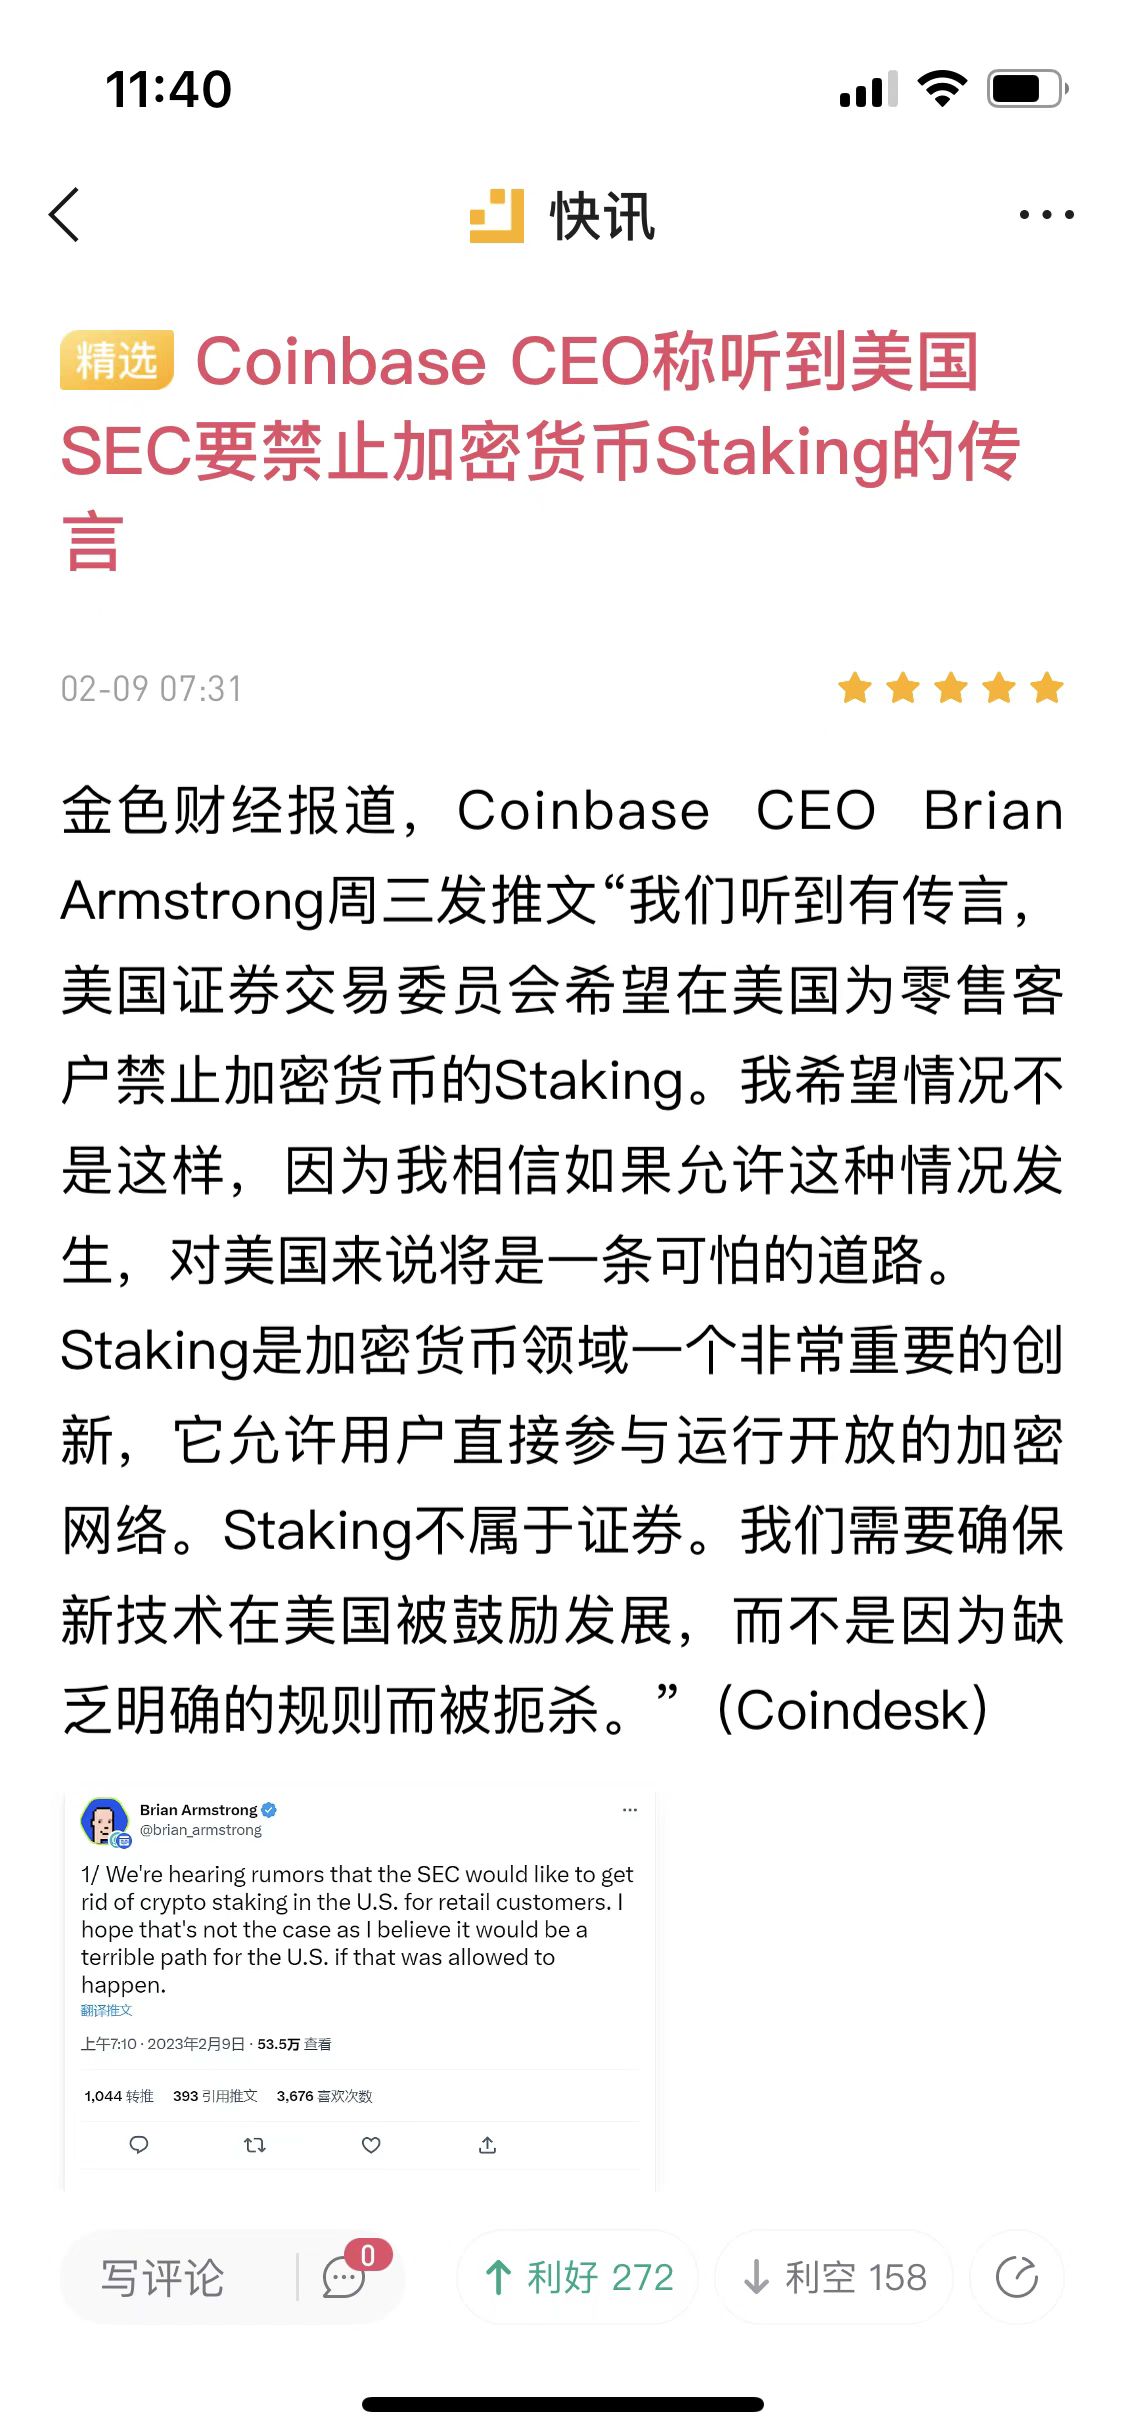 11:40
快讯
精选 Coinbase CEO称听到美国
SEC要禁止加密货币Staking的传
言
02-09 07:31
金色财经报道，Coinbase CEO Brian
Armstrong周三发推文“我们听到有传言，
美国证券交易委员会希望在美国为零售客
户禁止加密货币的Staking。我希望情况不
是这样，因为我相信如果允许这种情况发
生，对美国来说将是一条可怕的道路。
Staking是加密货币领域一个非常重要的创
新，它允许用户直接参与运行开放的加密
网络。Staking不属于证券。我们需要确保
新技术在美国被鼓励发展，而不是因为缺
乏明确的规则而被扼杀。”（Coindesk）
Brian Armstrong
@brian_armstrong
1/ We're hearing rumors that the SEC would like to get
rid of crypto staking in the U.S. for retail customers. I
hope that's not the case as I believe it would be a
terrible path for the U.S. if that was allowed to
happen.
翻译推文
上午7:10 · 2023年2月9日 · 53.5万 查看
1,044 转推 393 引用推文 3,676 喜欢次数
写评论 0 利好 272 利空 158